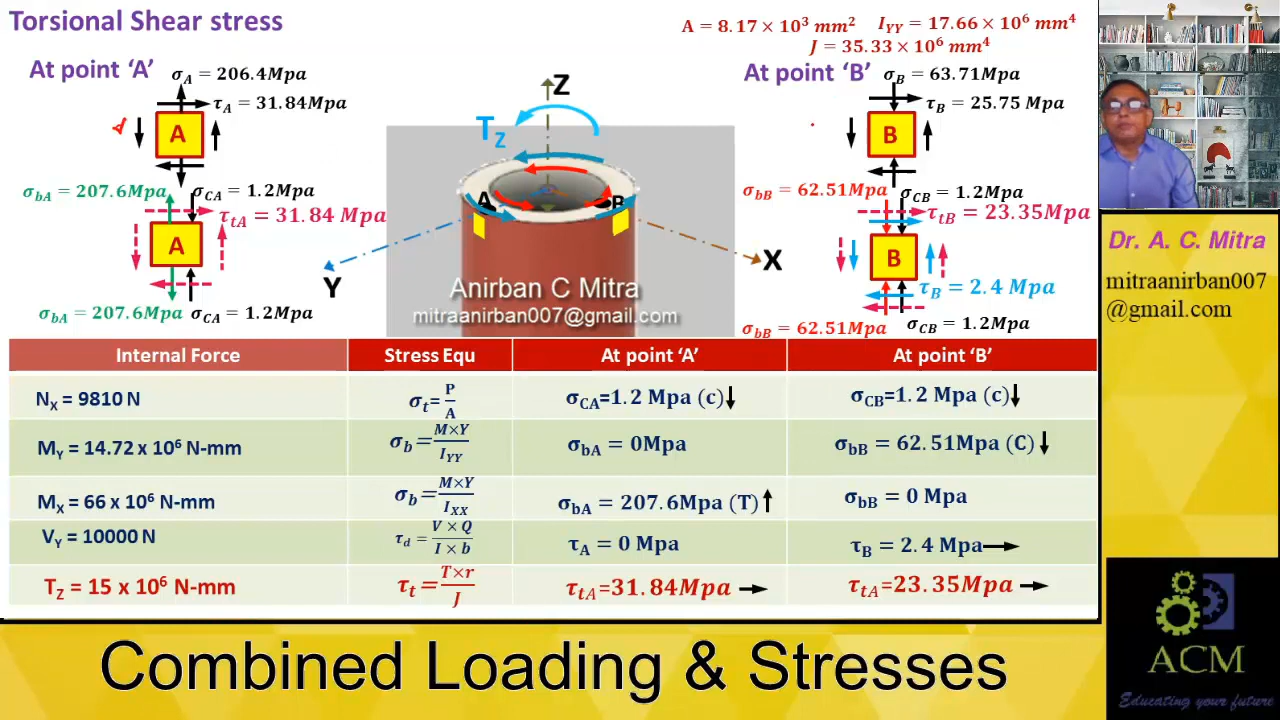 Torsional Shear stress
A = 8.17 × 10³ mm² I_YY = 17.66 × 10⁶ mm⁴
J = 35.33 × 10⁶ mm⁴
At point ‘A’
σ_A = 206.4Mpa
τ_A = 31.84Mpa
A
σ_bA = 207.6Mpa
σ_CA = 1.2Mpa
τ_tA = 31.84 Mpa
A
σ_bA = 207.6Mpa
σ_CA = 1.2Mpa
Z
T_Z
A
B
Y
X
Anirban C Mitra
mitraanirban007@gmail.com
At point ‘B’
σ_B = 63.71Mpa
τ_B = 25.75 Mpa
B
σ_bB = 62.51Mpa
σ_CB = 1.2Mpa
τ_tB = 23.35Mpa
B
τ_B = 2.4 Mpa
σ_bB = 62.51Mpa
σ_CB = 1.2Mpa
Dr. A. C. Mitra
mitraanirban007
@gmail.com
Internal Force Stress Equ At point ‘A’ At point ‘B’
N_X = 9810 N σ_t=P/A σ_CA=1.2 Mpa (c)↓ σ_CB=1.2 Mpa (c)↓
M_Y = 14.72 x 10⁶ N-mm σ_b=M×Y/I_YY σ_bA = 0Mpa σ_bB = 62.51Mpa (C)↓
M_X = 66 x 10⁶ N-mm σ_b=M×Y/I_XX σ_bA = 207.6Mpa (T)↑ σ_bB = 0 Mpa
V_Y = 10000 N τ_d = V × Q/I × b τ_A = 0 Mpa τ_B = 2.4 Mpa→
T_Z = 15 x 10⁶ N-mm τ_t=T×r/J τ_tA=31.84Mpa → τ_tA=23.35Mpa →
Combined Loading & Stresses
ACM
Educating your future